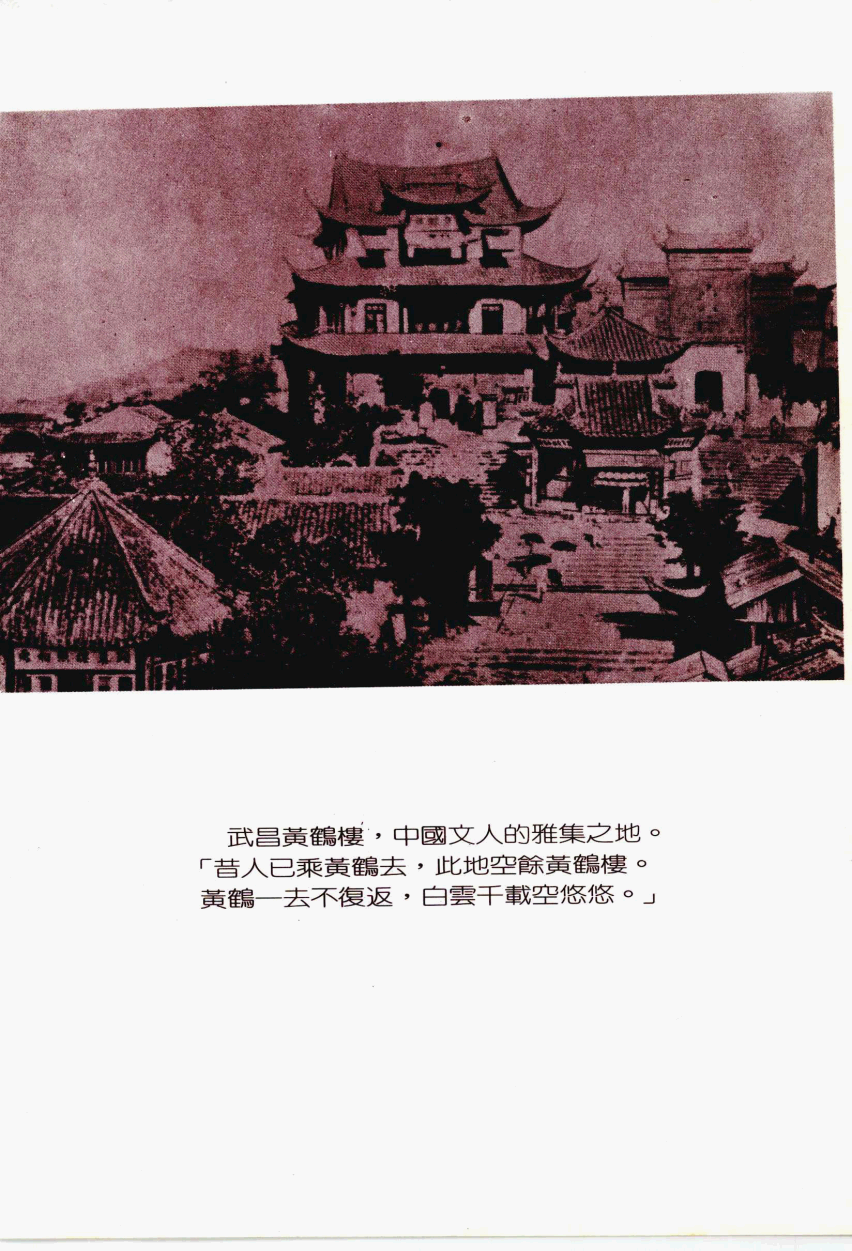 武昌黃鶴樓，中國文人的雅集之地。
「昔人已乘黃鶴去，此地空餘黃鶴樓。
黃鶴一去不復返，白雲千載空悠悠。」